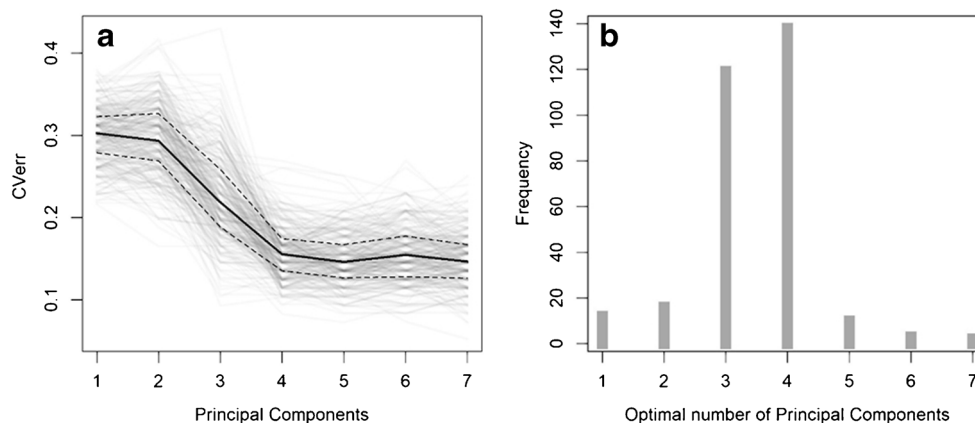 a
CVerr
0.4
0.3
0.2
0.1
1 2 3 4 5 6 7
Principal Components
b
Frequency
140
120
100
80
60
40
20
0
1 2 3 4 5 6 7
Optimal number of Principal Components